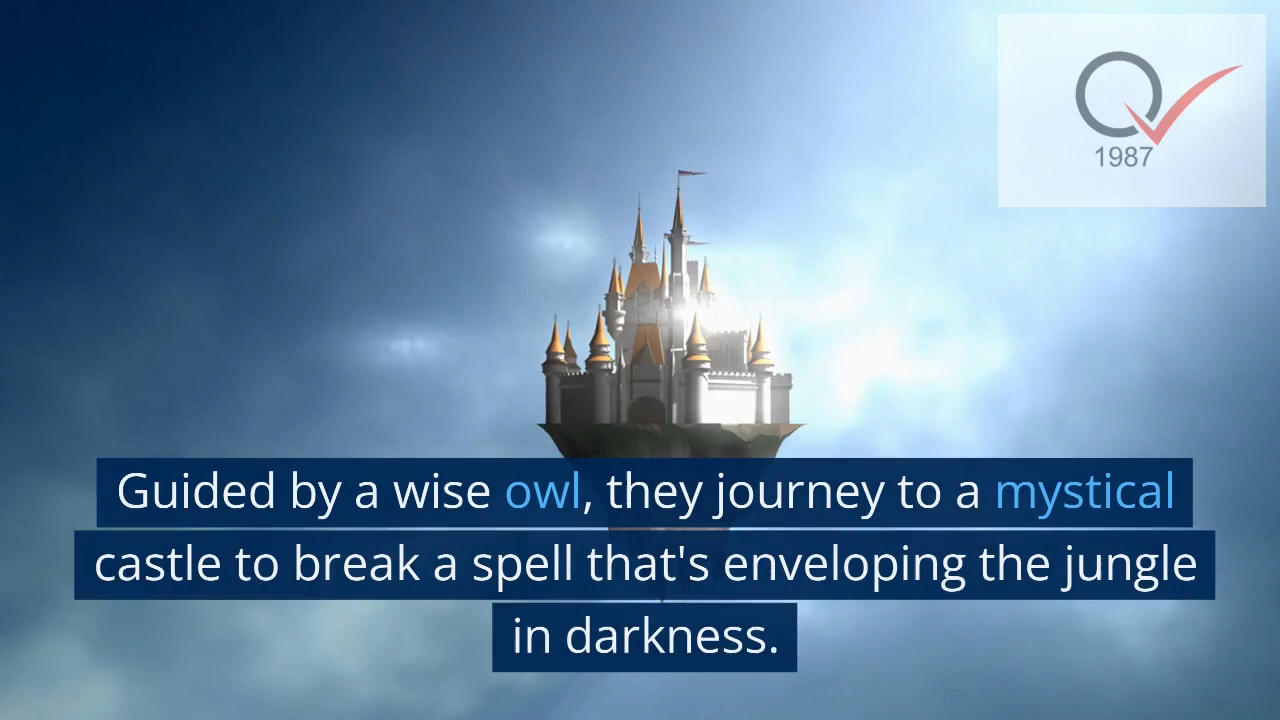 1987
Guided by a wise owl, they journey to a mystical
castle to break a spell that's enveloping the jungle
in darkness.